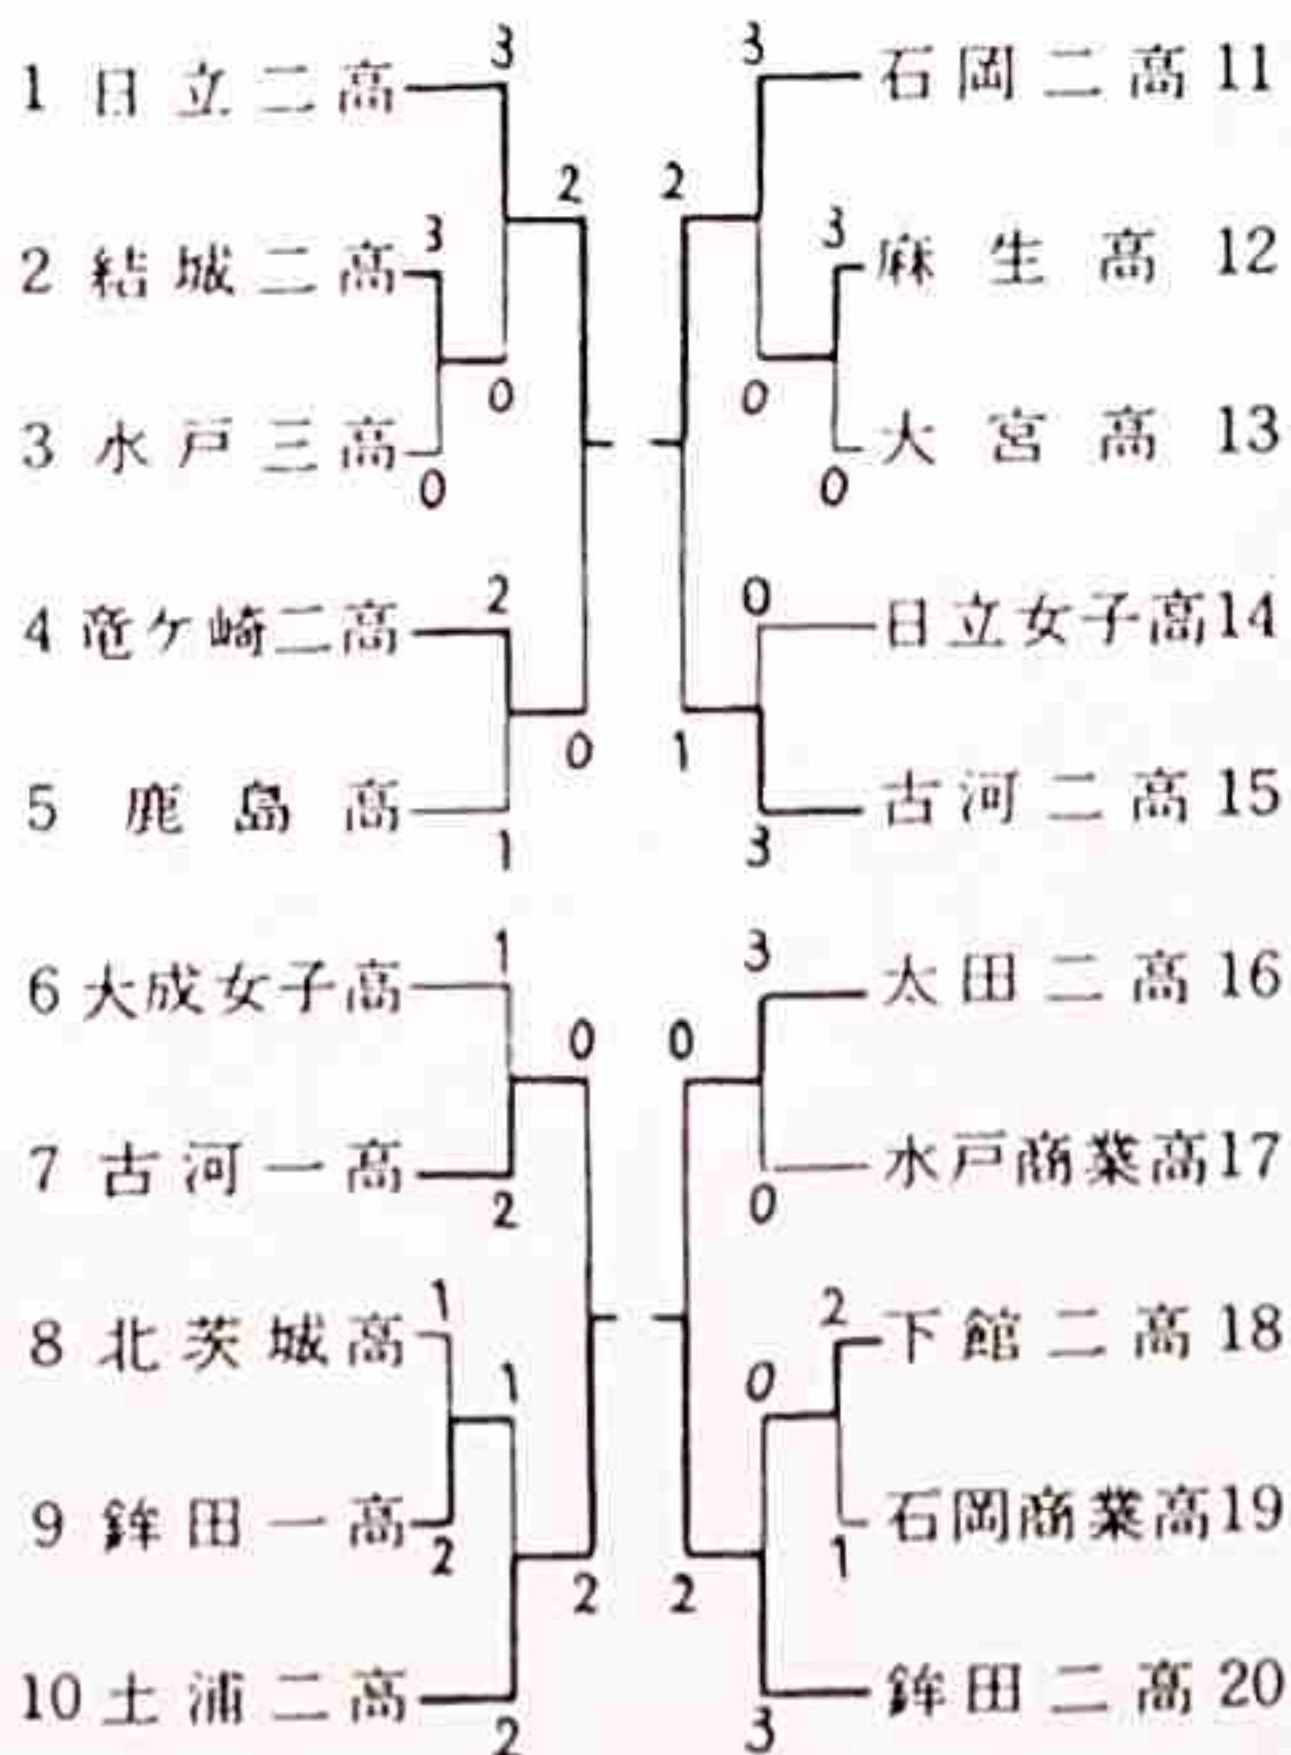 1 日立二高
2 結城二高
3 水戸三高
4 竜ケ崎二高
5 鹿島高
6 大成女子高
7 古河一高
8 北茨城高
9 鉾田一高
10 土浦二高
3
3
0
0
2
2
1
0
1
2
0
1
2
1
2
2
石岡二高 11
麻生高 12
大宮高 13
日立女子高 14
古河二高 15
太田二高 16
水戸商業高 17
下館二高 18
石岡商業高 19
鉾田二高 20
3
2
3
0
0
0
1
3
3
0
0
2
0
1
2
3